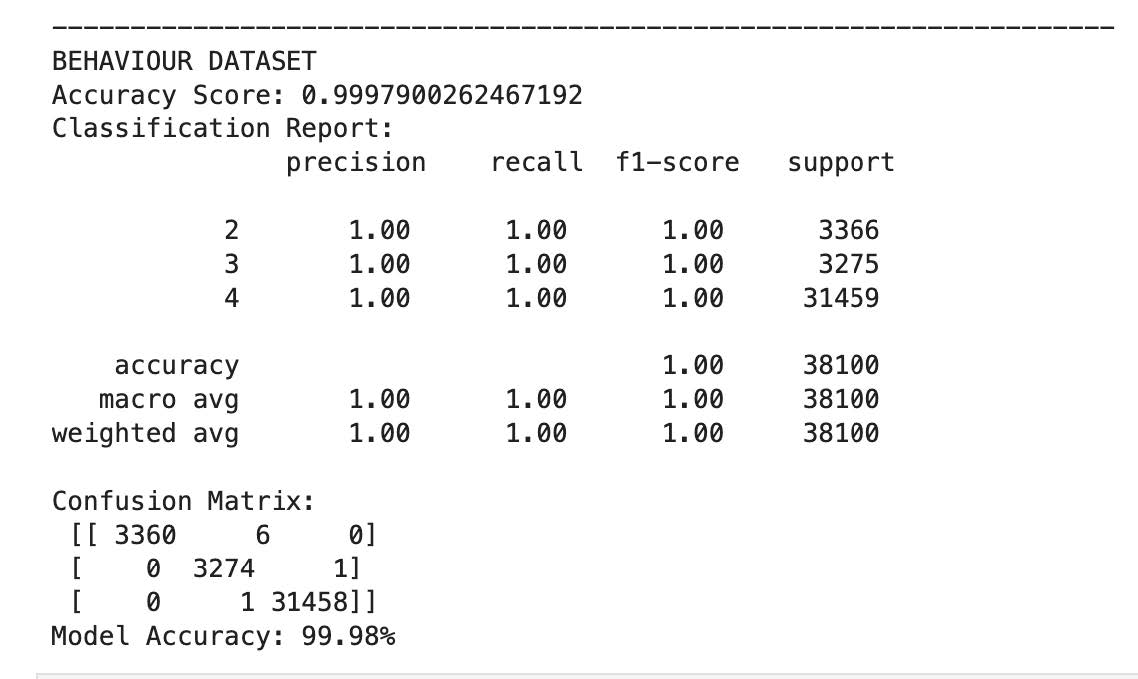 ----------------------------------------------------------------------
BEHAVIOUR DATASET
Accuracy Score: 0.9997900262467192
Classification Report:
               precision    recall  f1-score   support

           2       1.00      1.00      1.00      3366
           3       1.00      1.00      1.00      3275
           4       1.00      1.00      1.00     31459

    accuracy                           1.00     38100
   macro avg       1.00      1.00      1.00     38100
weighted avg       1.00      1.00      1.00     38100

Confusion Matrix:
 [[ 3360     6     0]
 [    0  3274     1]
 [    0     1 31458]]
Model Accuracy: 99.98%